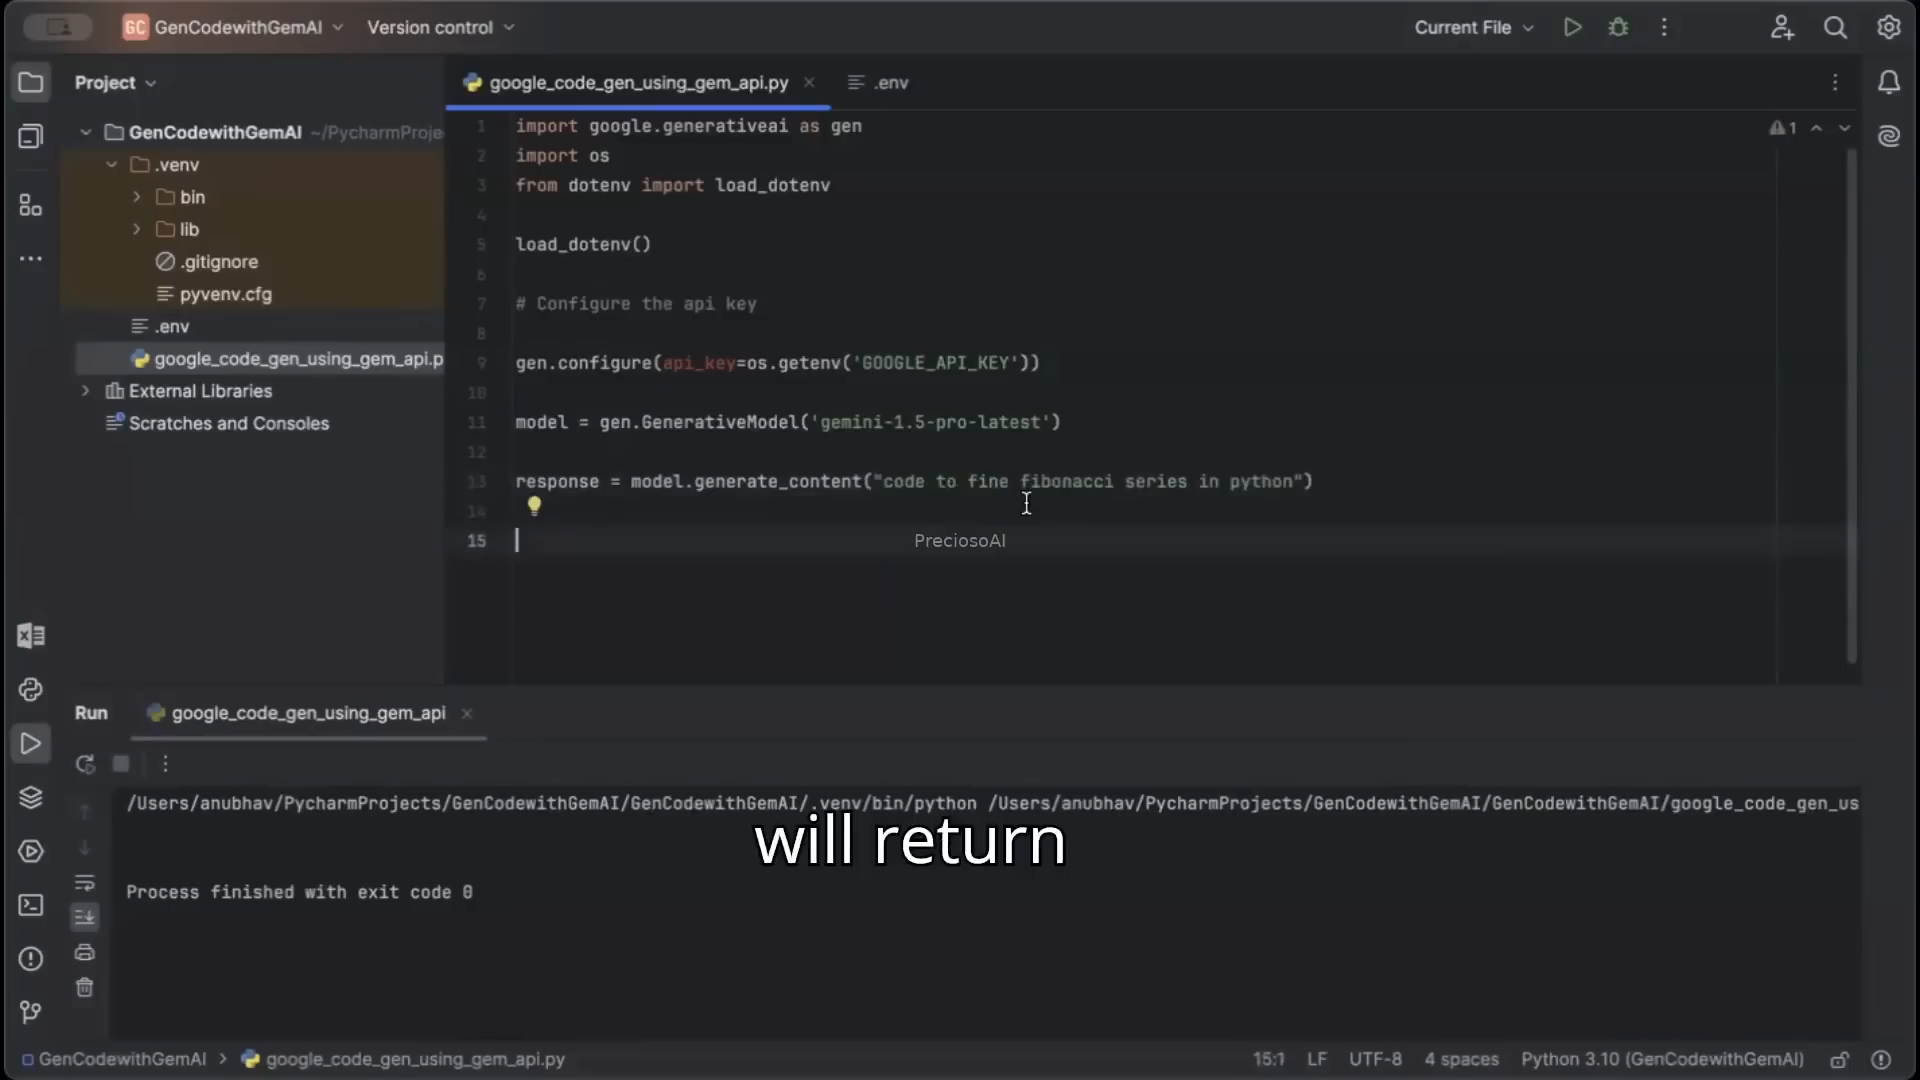 GC GenCodewithGemAI Version control Current File
Project
google_code_gen_using_gem_api.py
.env
GenCodewithGemAI ~/PycharmProje
.venv
bin
lib
.gitignore
pyvenv.cfg
.env
google_code_gen_using_gem_api.p
External Libraries
Scratches and Consoles
1 import google.generativeai as gen
2 import os
3 from dotenv import load_dotenv
4
5 load_dotenv()
6
7 # Configure the api key
8
9 gen.configure(api_key=os.getenv('GOOGLE_API_KEY'))
10
11 model = gen.GenerativeModel('gemini-1.5-pro-latest')
12
13 response = model.generate_content("code to fine fibonacci series in python")
14
15
1
PreciosoAI
Run google_code_gen_using_gem_api
/Users/anubhav/PycharmProjects/GenCodewithGemAI/GenCodewithGemAI/.venv/bin/python /Users/anubhav/PycharmProjects/GenCodewithGemAI/GenCodewithGemAI/google_code_gen_us
will return
Process finished with exit code 0
GenCodewithGemAI > google_code_gen_using_gem_api.py
15:1 LF UTF-8 4 spaces Python 3.10 (GenCodewithGemAI)